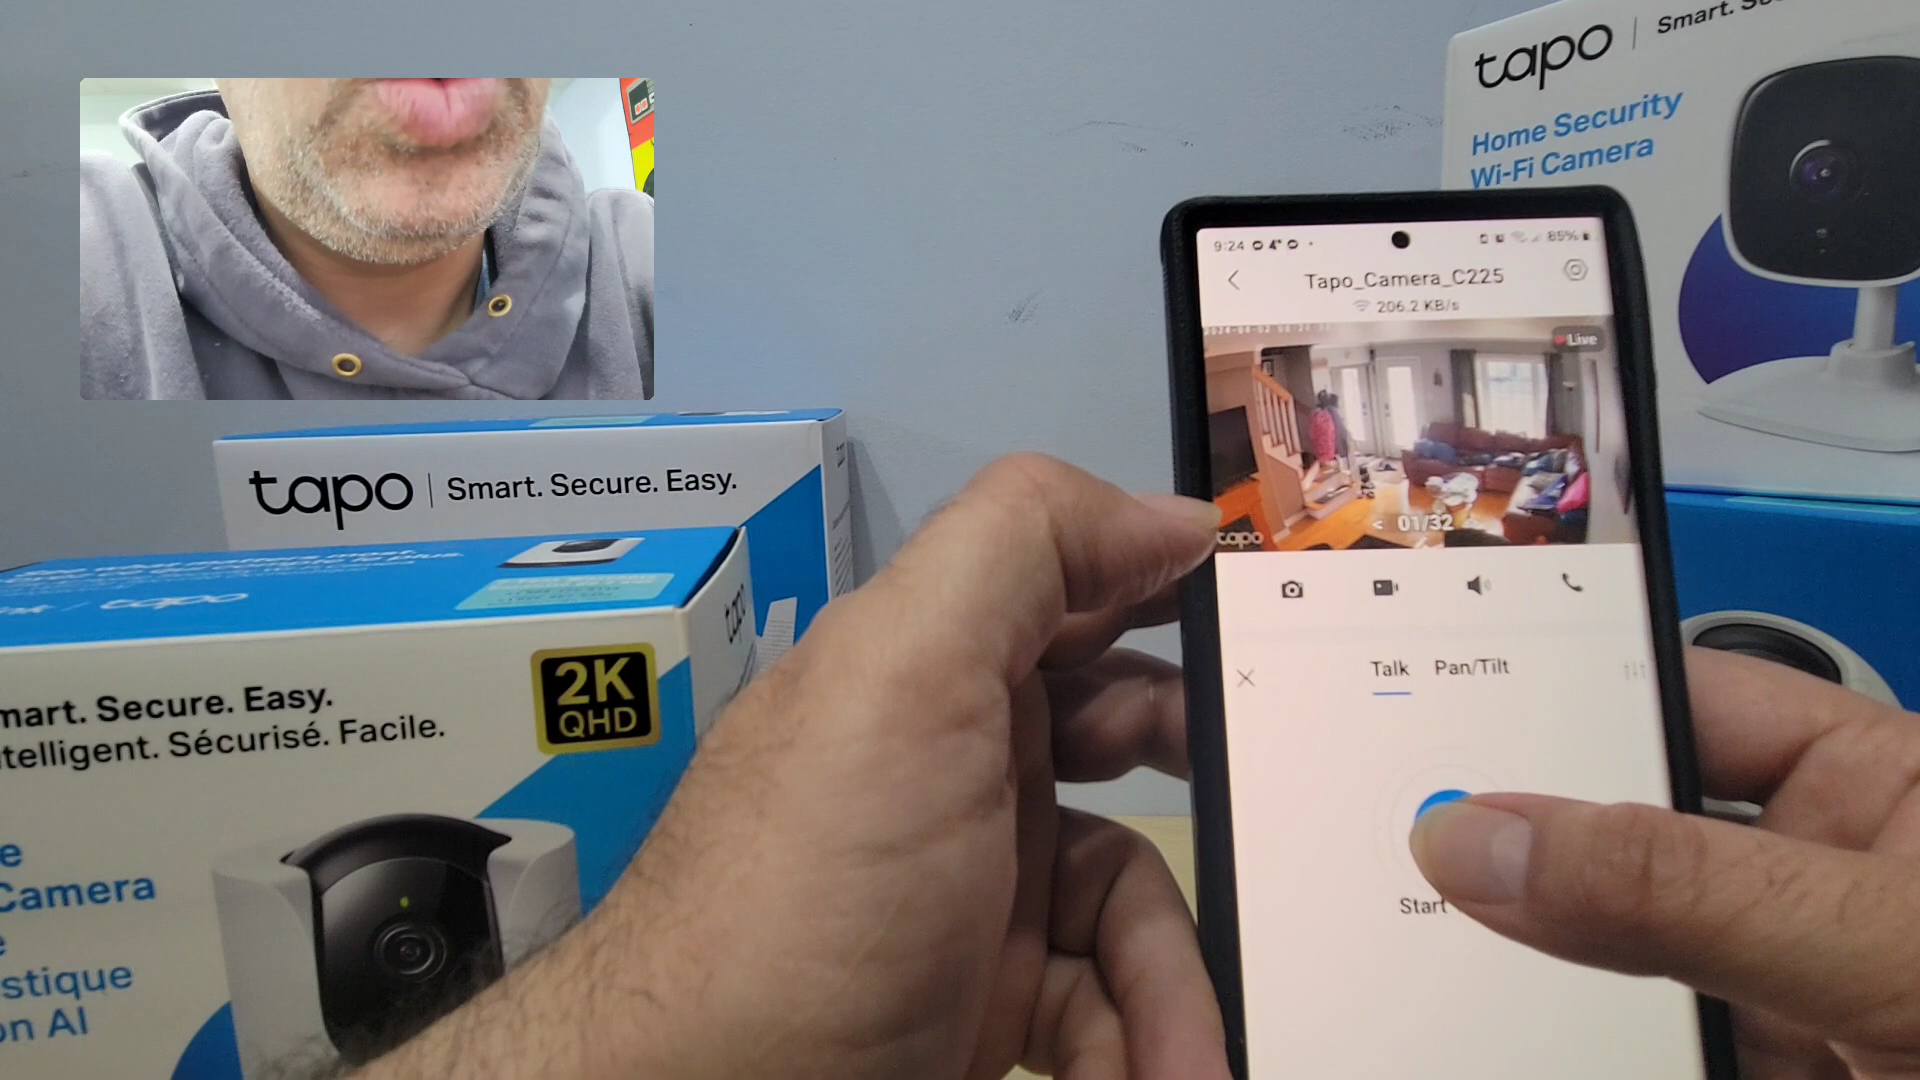 tapo | Smart.
Home Security
Wi-Fi Camera
9:24
85%
Tapo_Camera_C225
206.2 KB/s
Live
< 01/32
tapo
Talk Pan/Tilt
Start
tapo | Smart. Secure. Easy.
tapo
tapo
2K
QHD
mart. Secure. Easy.
telligent. Sécurisé. Facile.
e
Camera
e
stique
on AI